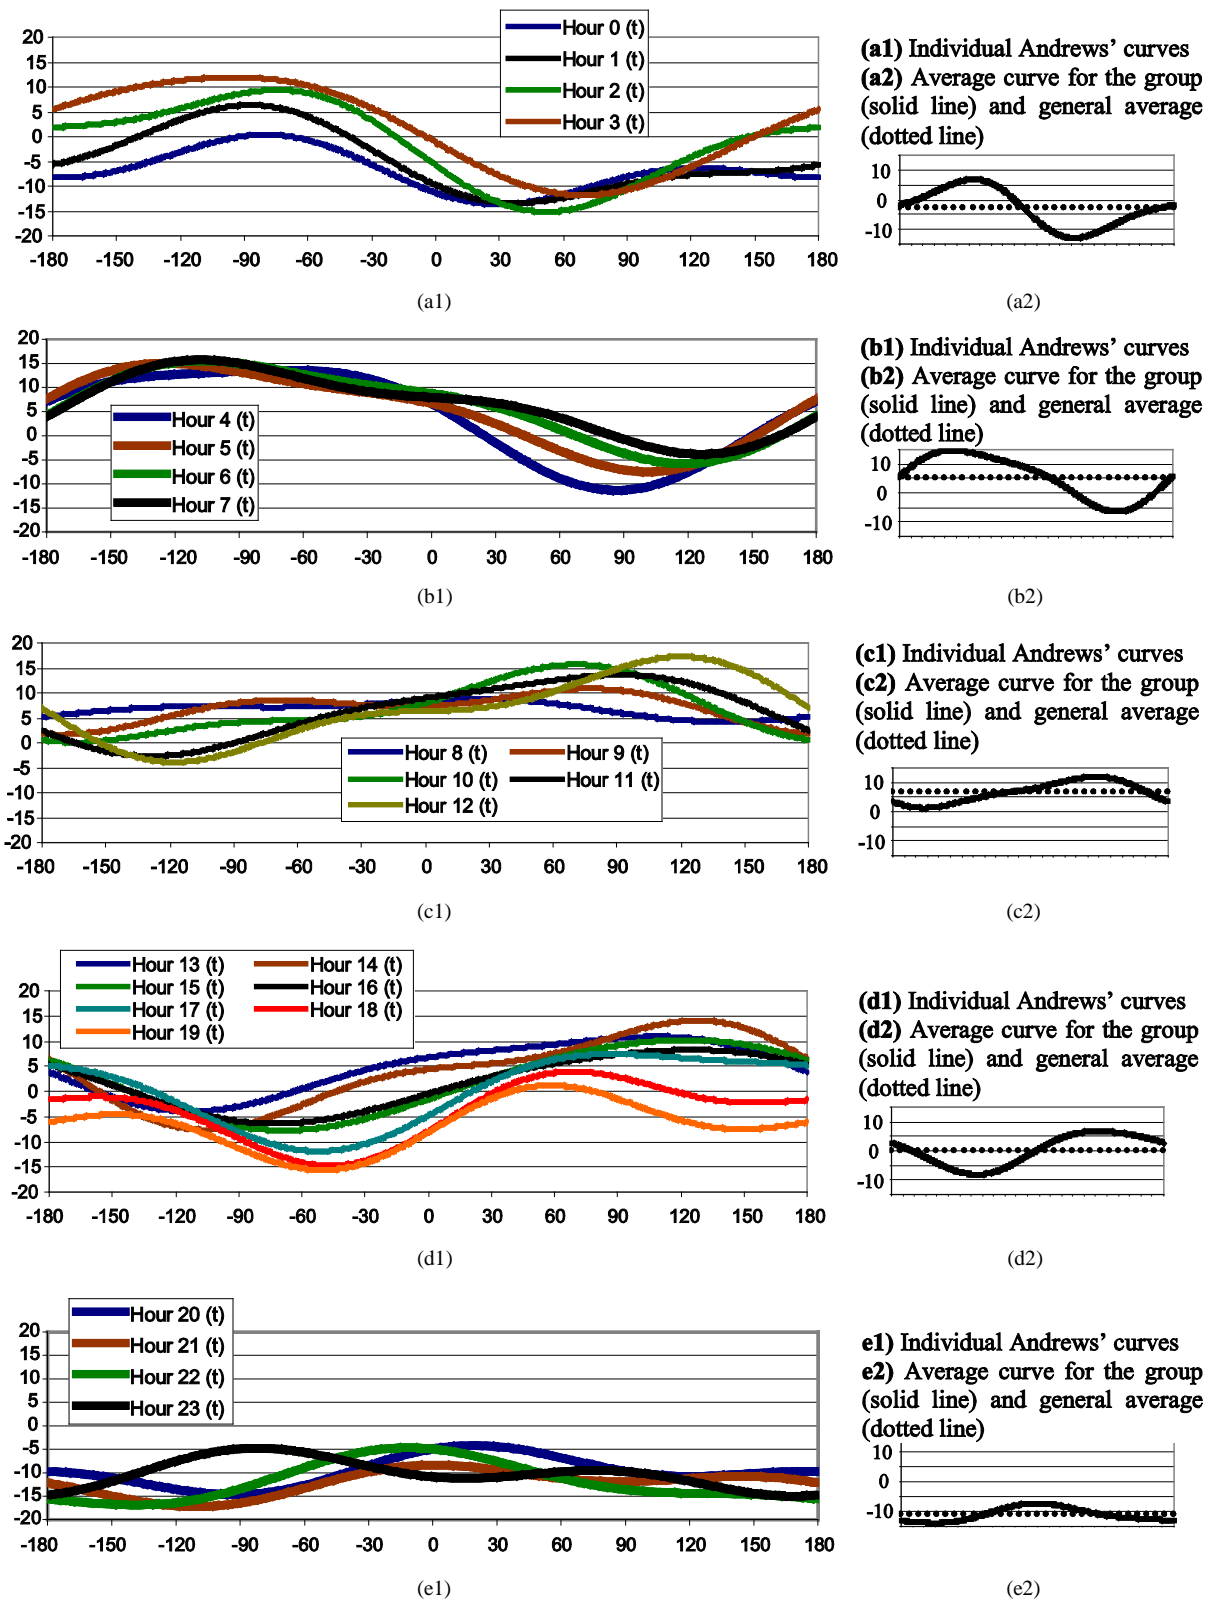 Hour 0 (t)
Hour 1 (t)
Hour 2 (t)
Hour 3 (t)
20
15
10
5
0
-5
-10
-15
-20
-180 -150 -120 -90 -60 -30 0 30 60 90 120 150 180
(a1)
(a1) Individual Andrews’ curves
(a2) Average curve for the group
(solid line) and general average
(dotted line)
10
0
-10
(a2)
20
15
10
5
0
-5
-10
-15
-20
Hour 4 (t)
Hour 5 (t)
Hour 6 (t)
Hour 7 (t)
-180 -150 -120 -90 -60 -30 0 30 60 90 120 150 180
(b1)
(b1) Individual Andrews’ curves
(b2) Average curve for the group
(solid line) and general average
(dotted line)
10
0
-10
(b2)
20
15
10
5
0
-5
-10
-15
-20
Hour 8 (t) Hour 9 (t)
Hour 10 (t) Hour 11 (t)
Hour 12 (t)
-180 -150 -120 -90 -60 -30 0 30 60 90 120 150 180
(c1)
(c1) Individual Andrews’ curves
(c2) Average curve for the group
(solid line) and general average
(dotted line)
10
0
-10
(c2)
Hour 13 (t) Hour 14 (t)
Hour 15 (t) Hour 16 (t)
Hour 17 (t) Hour 18 (t)
Hour 19 (t)
20
15
10
5
0
-5
-10
-15
-20
-180 -150 -120 -90 -60 -30 0 30 60 90 120 150 180
(d1)
(d1) Individual Andrews’ curves
(d2) Average curve for the group
(solid line) and general average
(dotted line)
10
0
-10
(d2)
Hour 20 (t)
Hour 21 (t)
Hour 22 (t)
Hour 23 (t)
20
15
10
5
0
-5
-10
-15
-20
-180 -150 -120 -90 -60 -30 0 30 60 90 120 150 180
(e1)
e1) Individual Andrews’ curves
e2) Average curve for the group
(solid line) and general average
(dotted line)
10
0
-10
(e2)